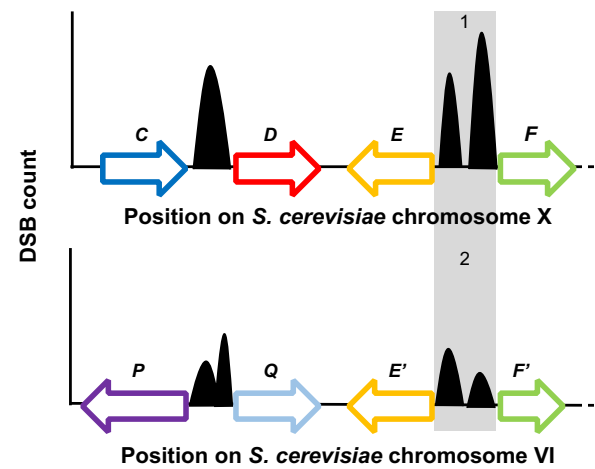 1
C D E F
Position on S. cerevisiae chromosome X
DSB count
2
P Q E' F'
Position on S. cerevisiae chromosome VI